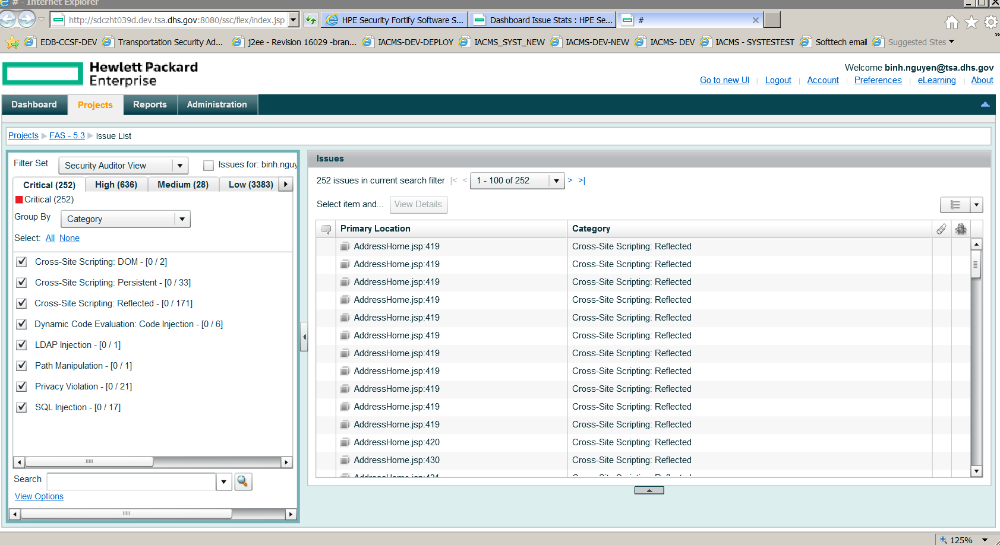 # - Internet Explorer
http://sdczht039d.dev.tsa.dhs.gov:8080/ssc/flex/index.jsp
HPE Security Fortify Software S...
Dashboard Issue Stats : HPE Se...
#
EDB-CCSF-DEV
Transportation Security Ad...
j2ee - Revision 16029 -bran...
IACMS-DEV-DEPLOY
IACMS_SYST_NEW
IACMS-DEV-NEW
IACMS- DEV
IACMS - SYSTESTEST
Softtech email
Suggested Sites
Hewlett Packard
Enterprise
Welcome binh.nguyen@tsa.dhs.gov
Go to new UI
Logout
Account
Preferences
eLearning
About
Dashboard
Projects
Reports
Administration
Projects
FAS - 5.3
Issue List
Filter Set
Security Auditor View
Issues for: binh.nguy
Critical (252)
High (636)
Medium (28)
Low (3383)
Critical (252)
Group By
Category
Select: All None
Cross-Site Scripting: DOM - [0 / 2]
Cross-Site Scripting: Persistent - [0 / 33]
Cross-Site Scripting: Reflected - [0 / 171]
Dynamic Code Evaluation: Code Injection - [0 / 6]
LDAP Injection - [0 / 1]
Path Manipulation - [0 / 1]
Privacy Violation - [0 / 21]
SQL Injection - [0 / 17]
Search
View Options
Issues
252 issues in current search filter |< < 1 - 100 of 252 > >|
Select item and... View Details
Primary Location Category
AddressHome.jsp:419 Cross-Site Scripting: Reflected
AddressHome.jsp:419 Cross-Site Scripting: Reflected
AddressHome.jsp:419 Cross-Site Scripting: Reflected
AddressHome.jsp:419 Cross-Site Scripting: Reflected
AddressHome.jsp:419 Cross-Site Scripting: Reflected
AddressHome.jsp:419 Cross-Site Scripting: Reflected
AddressHome.jsp:419 Cross-Site Scripting: Reflected
AddressHome.jsp:419 Cross-Site Scripting: Reflected
AddressHome.jsp:419 Cross-Site Scripting: Reflected
AddressHome.jsp:419 Cross-Site Scripting: Reflected
AddressHome.jsp:419 Cross-Site Scripting: Reflected
AddressHome.jsp:420 Cross-Site Scripting: Reflected
AddressHome.jsp:430 Cross-Site Scripting: Reflected
AddressHome.jsp:431 Cross-Site Scripting: Reflected
125%